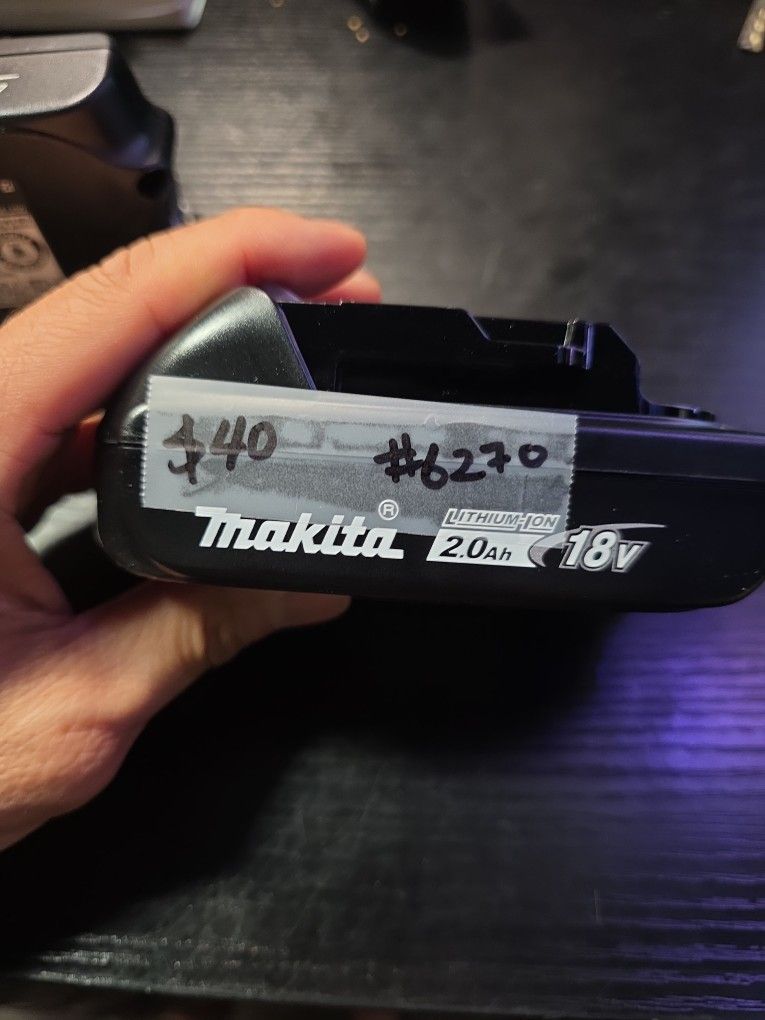 $40 #6270
makita®
LITHIUM-ION
2.0Ah 18V